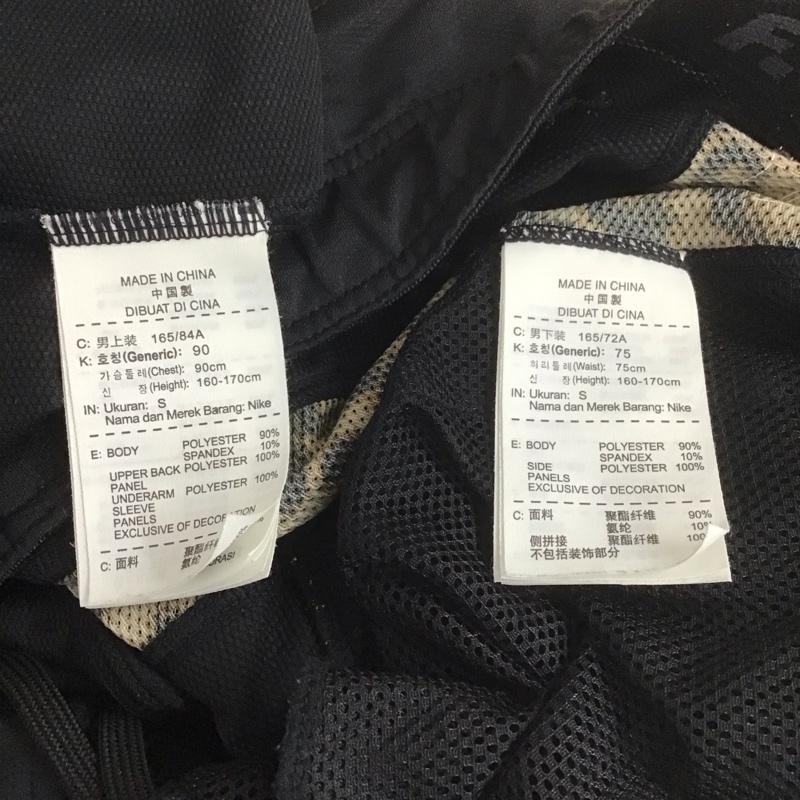 MADE IN CHINA
中国製
DIBUAT DI CINA
C: 男上装 165/84A
K: 호칭(Generic): 90
가슴둘레(Chest): 90cm
신 장(Height): 160-170cm
IN: Ukuran: S
Nama dan Merek Barang: Nike
E: BODY POLYESTER 90%
SPANDEX 10%
UPPER BACK POLYESTER 100%
PANEL
UNDERARM POLYESTER 100%
SLEEVE
PANELS
EXCLUSIVE OF DECORATION
C: 面料 聚酯纤维
氨纶
MADE IN CHINA
中国製
DIBUAT DI CINA
C: 男下装 165/72A
K: 호칭(Generic): 75
허리둘레(Waist): 75cm
신 장(Height): 160-170cm
IN: Ukuran: S
Nama dan Merek Barang: Nike
E: BODY POLYESTER 90%
SPANDEX 10%
SIDE POLYESTER 100%
PANELS
EXCLUSIVE OF DECORATION
C: 面料 聚酯纤维 90%
氨纶 10%
侧拼接 聚酯纤维 100%
不包括装饰部分